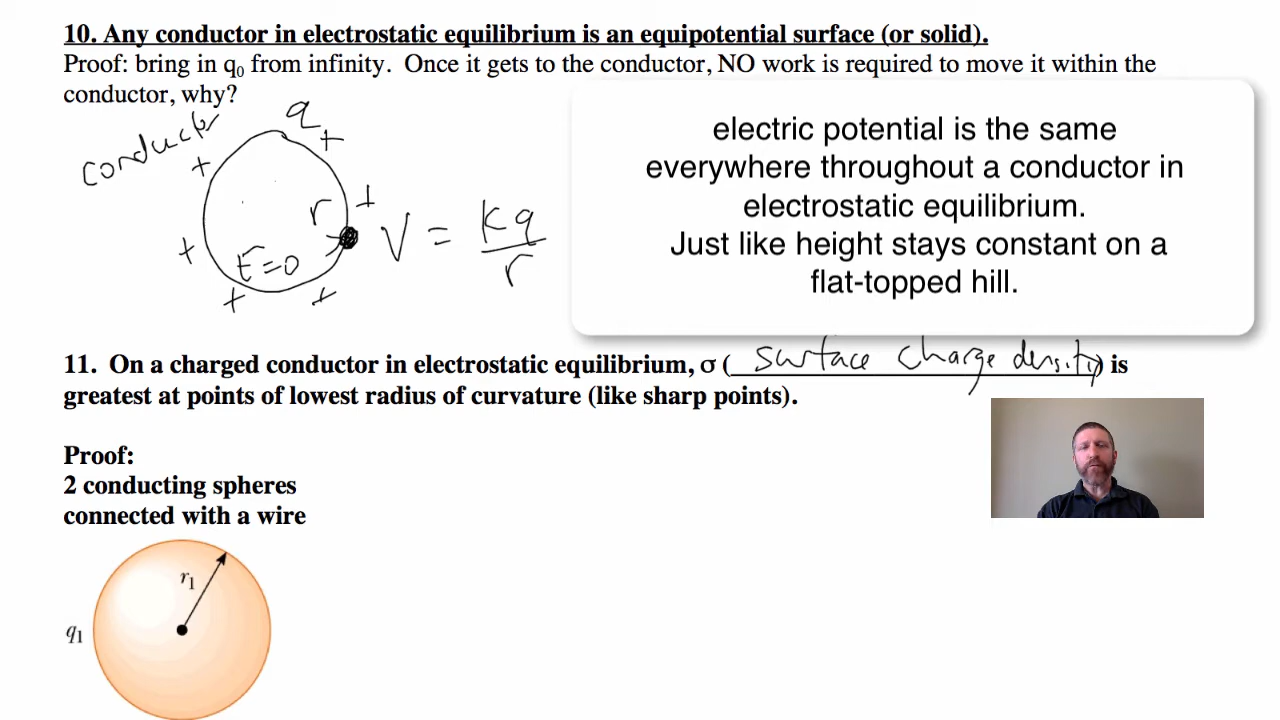 10. Any conductor in electrostatic equilibrium is an equipotential surface (or solid).
Proof: bring in q₀ from infinity. Once it gets to the conductor, NO work is required to move it within the
conductor, why?
conductor
q
+
+
+
+
+
+
r
E=0
V = kq/r
electric potential is the same
everywhere throughout a conductor in
electrostatic equilibrium.
Just like height stays constant on a
flat-topped hill.
11. On a charged conductor in electrostatic equilibrium, σ ( surface charge density ) is
greatest at points of lowest radius of curvature (like sharp points).
Proof:
2 conducting spheres
connected with a wire
r₁
q₁